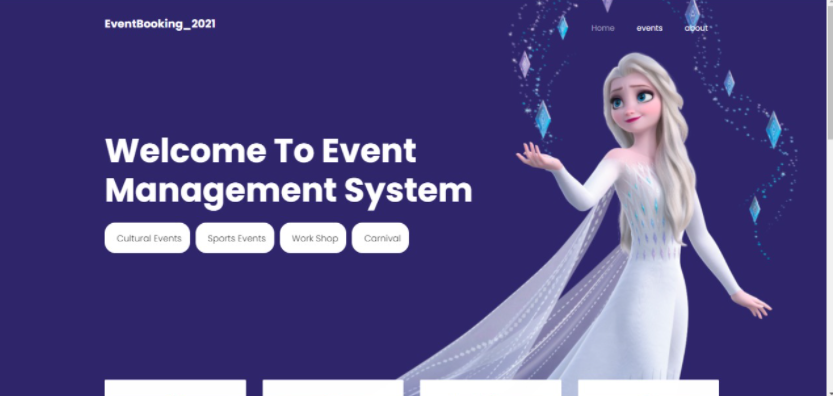 EventBooking_2021
Home events about
Welcome To Event
Management System
Cultural Events Sports Events Work Shop Carnival